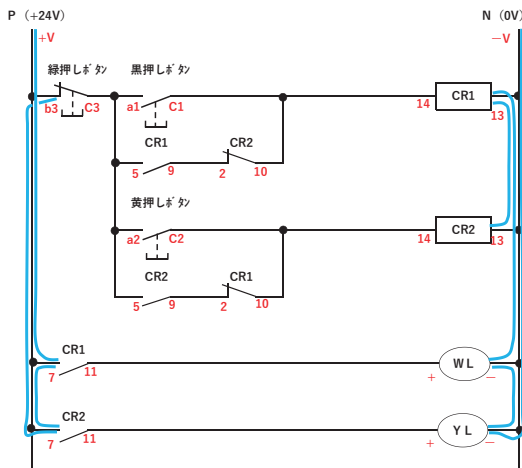 P（+24V） N（0V）
+V −V
緑押しﾎﾞﾀﾝ 黒押しﾎﾞﾀﾝ
CR1
b3 C3 a1 C1 14 13
CR1 CR2
5 9 2 10
黄押しﾎﾞﾀﾝ
CR2
a2 C2 14 13
CR2 CR1
5 9 2 10
CR1
WL
7 11 + −
CR2
YL
7 11 + −